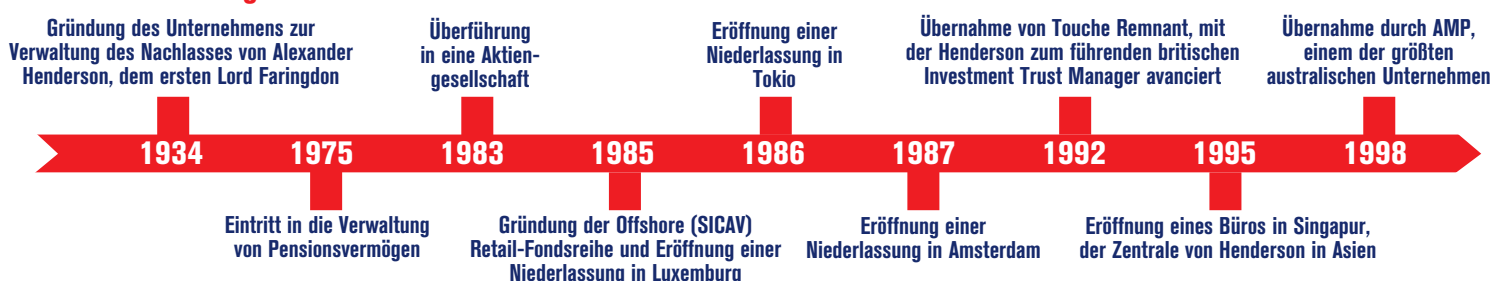 Gründung des Unternehmens zur
Verwaltung des Nachlasses von Alexander
Henderson, dem ersten Lord Faringdon
Überführung
in eine Aktien-
gesellschaft
Eröffnung einer
Niederlassung in
Tokio
Übernahme von Touche Remnant, mit
der Henderson zum führenden britischen
Investment Trust Manager avanciert
Übernahme durch AMP,
einem der größten
australischen Unternehmen
1934 1975 1983 1985 1986 1987 1992 1995 1998
Eintritt in die Verwaltung
von Pensionsvermögen
Gründung der Offshore (SICAV)
Retail-Fondsreihe und Eröffnung einer
Niederlassung in Luxemburg
Eröffnung einer
Niederlassung in Amsterdam
Eröffnung eines Büros in Singapur,
der Zentrale von Henderson in Asien